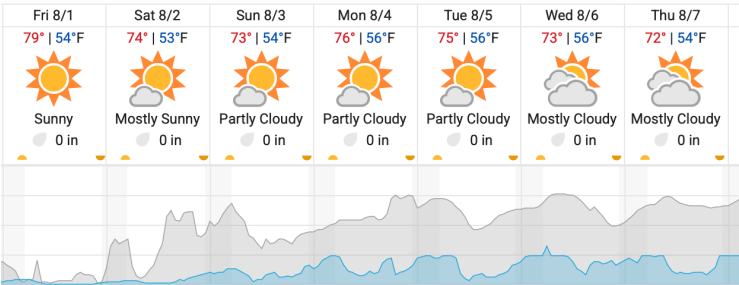 Fri 8/1 Sat 8/2 Sun 8/3 Mon 8/4 Tue 8/5 Wed 8/6 Thu 8/7
79° | 54°F 74° | 53°F 73° | 54°F 76° | 56°F 75° | 56°F 73° | 56°F 72° | 54°F
Sunny Mostly Sunny Partly Cloudy Partly Cloudy Partly Cloudy Mostly Cloudy Mostly Cloudy
0 in 0 in 0 in 0 in 0 in 0 in 0 in